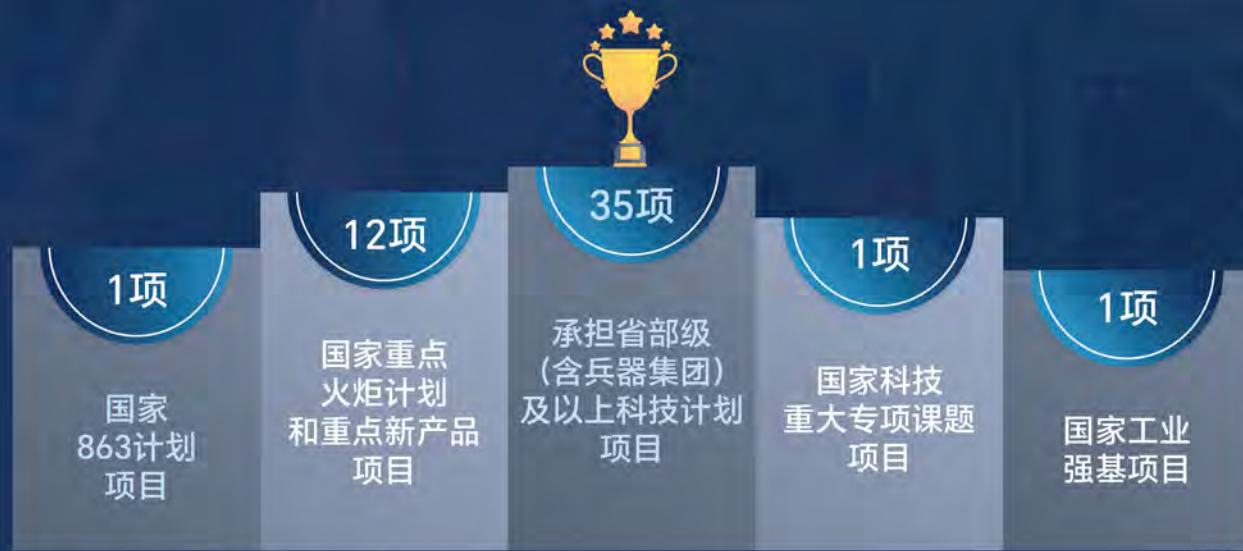 1项
国家
863计划
项目
12项
国家重点
火炬计划
和重点新产品
项目
35项
承担省部级
(含兵器集团)
及以上科技计划
项目
1项
国家科技
重大专项课题
项目
1项
国家工业
强基项目